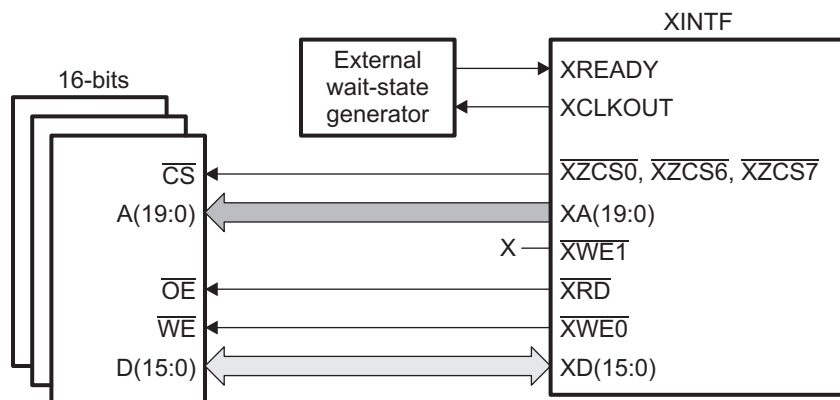 XINTF
External
wait-state
generator
XREADY
XCLKOUT
16-bits
CS
XZCS0, XZCS6, XZCS7
A(19:0)
XA(19:0)
X
XWE1
OE
XRD
WE
XWE0
D(15:0)
XD(15:0)